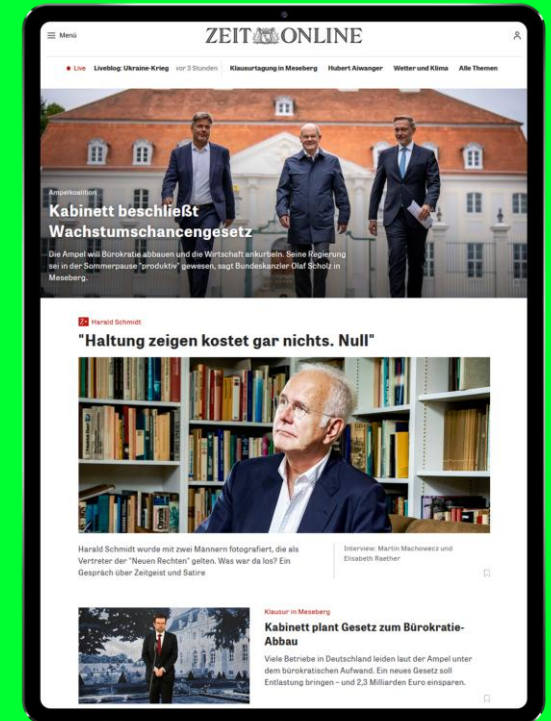 Menü
ZEIT ONLINE
Live Liveblog: Ukraine-Krieg vor 3 Stunden Klausurtagung in Meseberg Hubert Aiwanger Wetter und Klima Alle Themen
Ampelkoalition
Kabinett beschließt
Wachstumschancengesetz
Die Ampel will Bürokratie abbauen und die Wirtschaft ankurbeln. Seine Regierung
sei in der Sommerpause "produktiv" gewesen, sagt Bundeskanzler Olaf Scholz in
Meseberg.
Z+ Harald Schmidt
"Haltung zeigen kostet gar nichts. Null"
Harald Schmidt wurde mit zwei Männern fotografiert, die als
Vertreter der "Neuen Rechten" gelten. Was war da los? Ein
Gespräch über Zeitgeist und Satire
Interview: Martin Machowecz und
Elisabeth Raether
Klausur in Meseberg
Kabinett plant Gesetz zum Bürokratie-
Abbau
Viele Betriebe in Deutschland leiden laut der Ampel unter
dem bürokratischen Aufwand. Ein neues Gesetz soll
Entlastung bringen – und 2,3 Milliarden Euro einsparen.